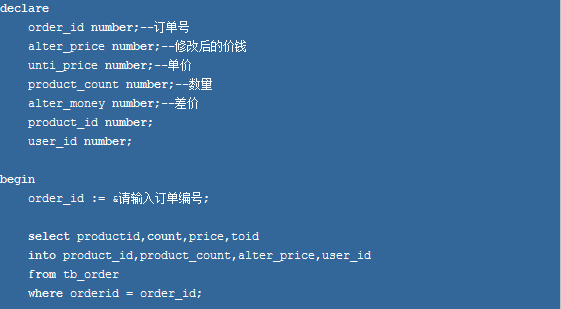 declare
order_id number;--订单号
alter_price number;--修改后的价钱
unti_price number;--单价
product_count number;--数量
alter_money number;--差价
product_id number;
user_id number;
begin
order_id := &请输入订单编号;
select productid,count,price,toid
into product_id,product_count,alter_price,user_id
from tb_order
where orderid = order_id;